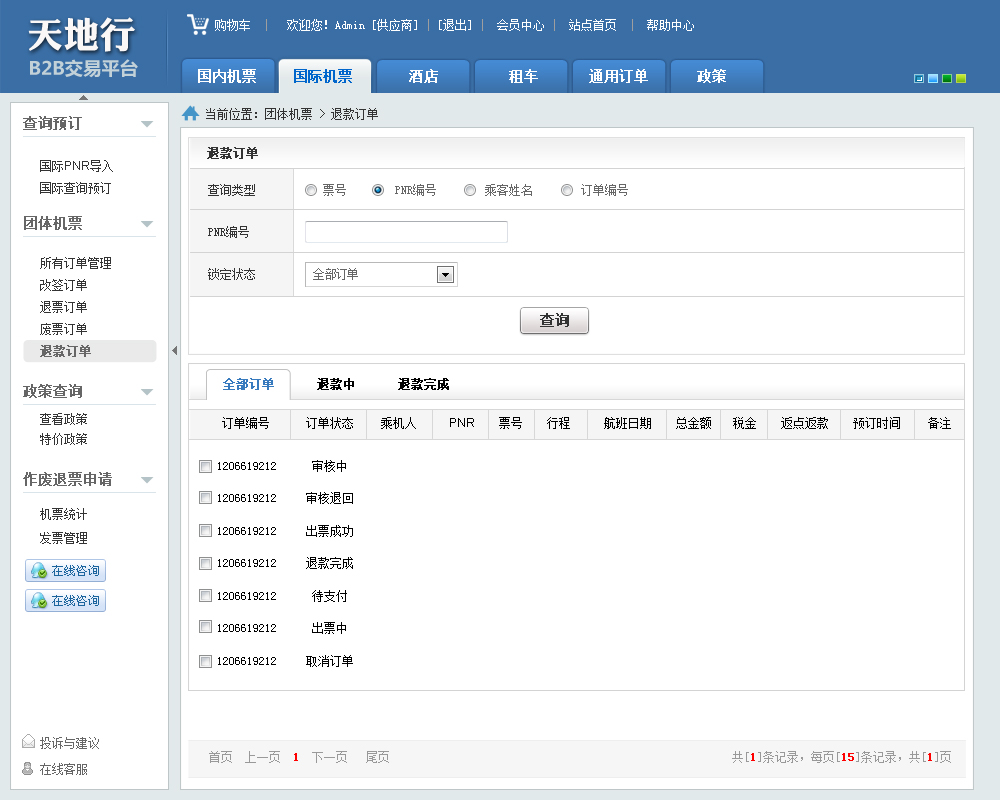 天地行
B2B交易平台
购物车 | 欢迎您! Admin [供应商] | [退出] | 会员中心 | 站点首页 | 帮助中心
国内机票 国际机票 酒店 租车 通用订单 政策
当前位置: 团体机票 > 退款订单
查询预订
国际PNR导入
国际查询预订
团体机票
所有订单管理
改签订单
退票订单
废票订单
退款订单
政策查询
查看政策
特价政策
作废退票申请
机票统计
发票管理
在线咨询
在线咨询
投诉与建议
在线客服
退款订单
查询类型 票号 PNR编号 乘客姓名 订单编号
PNR编号
锁定状态 全部订单
查询
全部订单 退款中 退款完成
订单编号 订单状态 乘机人 PNR 票号 行程 航班日期 总金额 税金 返点返款 预订时间 备注
1206619212 审核中
1206619212 审核退回
1206619212 出票成功
1206619212 退款完成
1206619212 待支付
1206619212 出票中
1206619212 取消订单
首页 上一页 1 下一页 尾页 共[1]条记录，每页[15]条记录，共[1]页